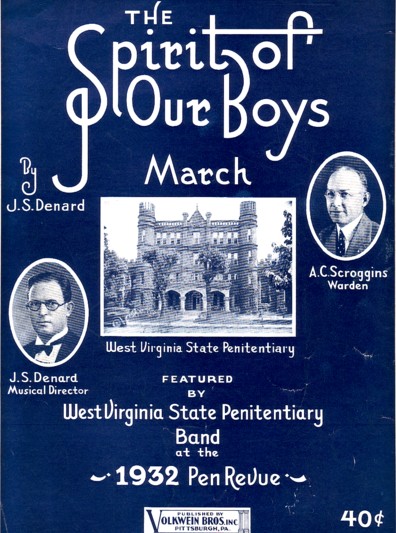 THE
Spirit of
Our Boys
March
By
J.S. Denard
A.C. Scroggins
Warden
West Virginia State Penitentiary
J.S. Denard
Musical Director
FEATURED
BY
West Virginia State Penitentiary
Band
at the
1932 Pen Revue
PUBLISHED BY
VOLKWEIN BROS. INC
PITTSBURGH, PA.
40¢